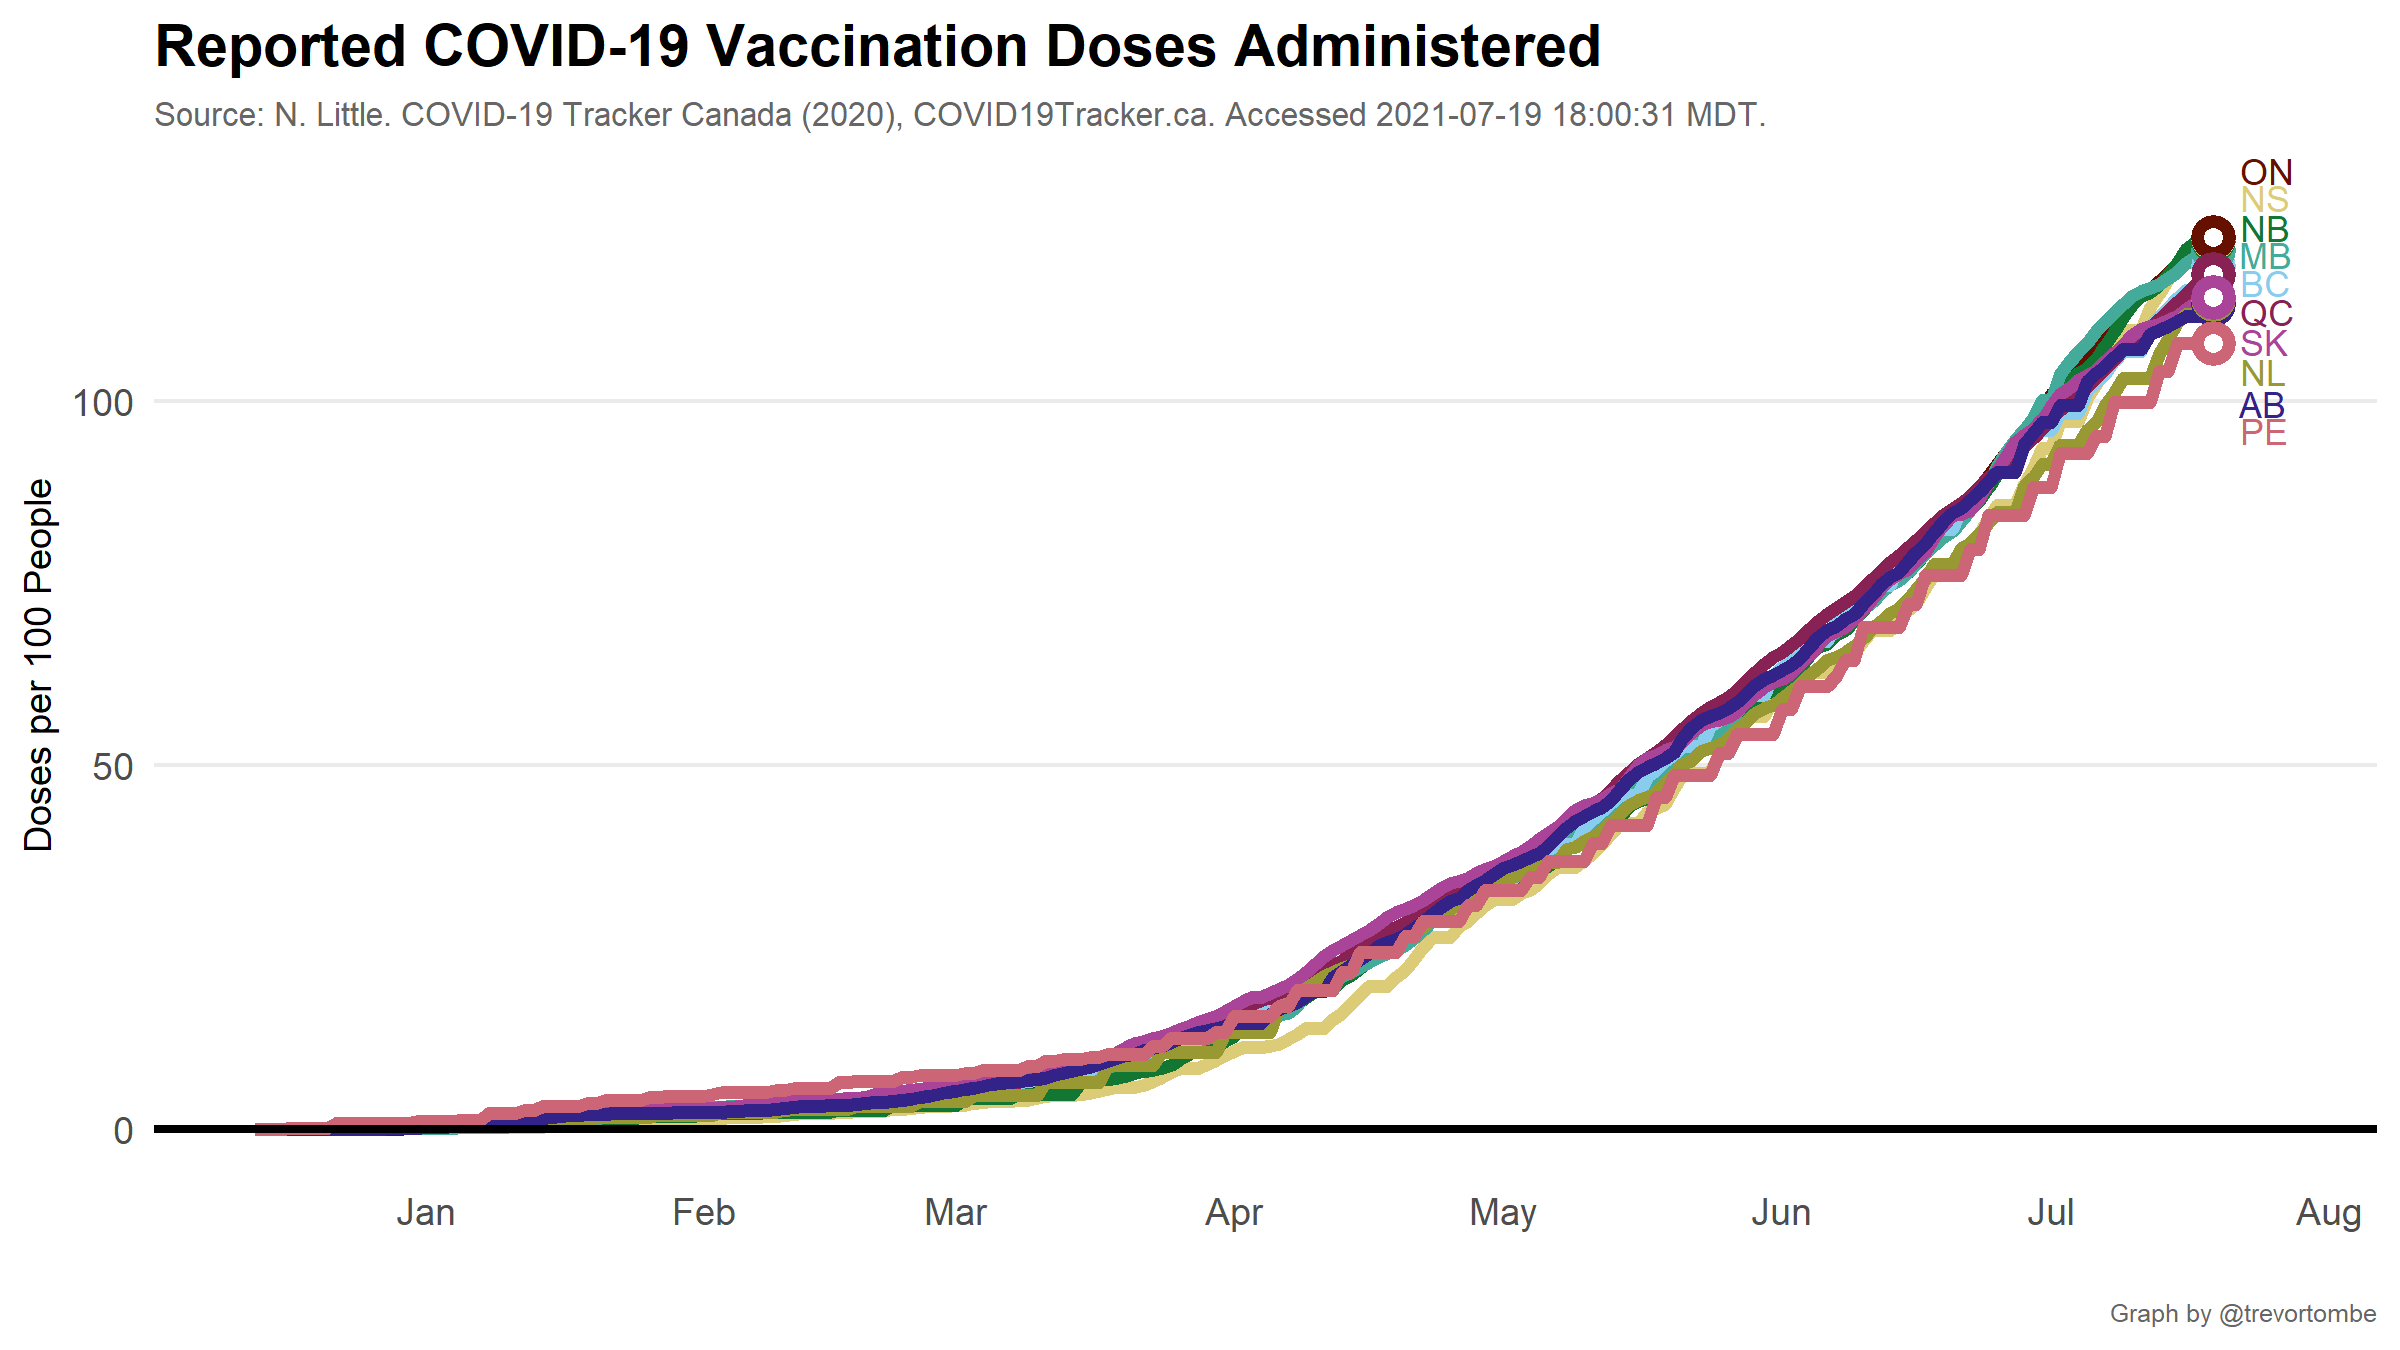 Reported COVID-19 Vaccination Doses Administered
Source: N. Little. COVID-19 Tracker Canada (2020), COVID19Tracker.ca. Accessed 2021-07-19 18:00:31 MDT.
ON
NS
NB
MB
BC
QC
SK
NL
AB
PE
Doses per 100 People
100
50
0
Jan Feb Mar Apr May Jun Jul Aug
Graph by @trevortombe